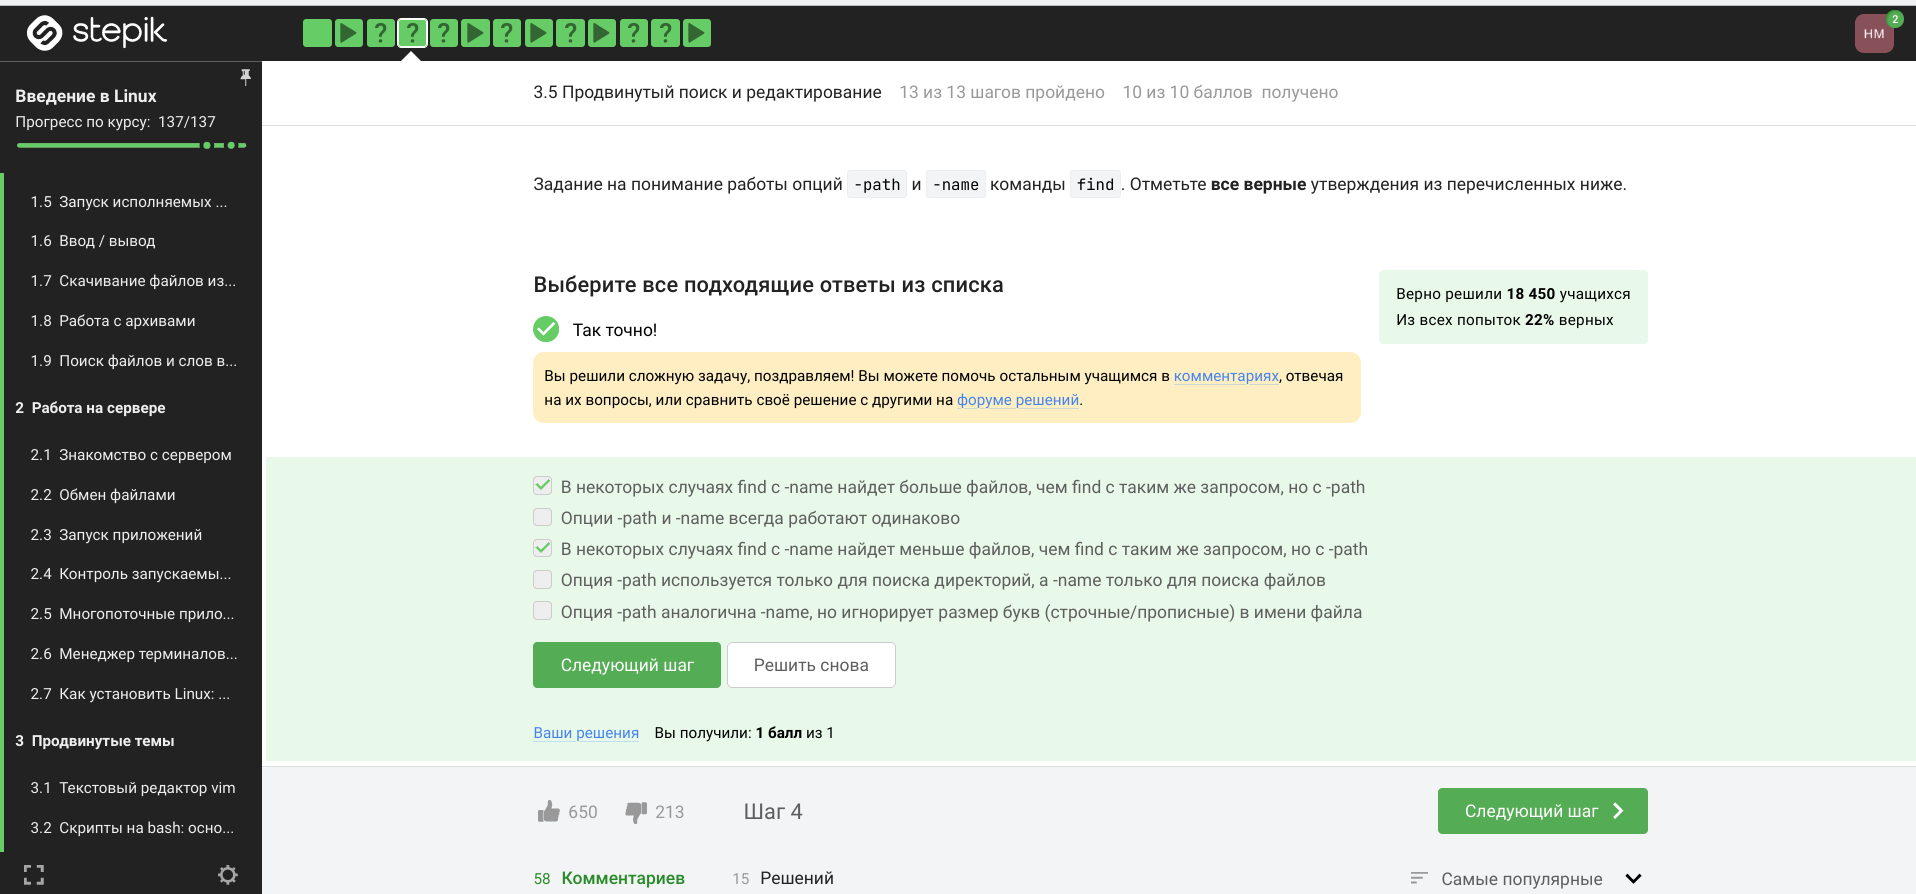 stepik
? ? ? ? ? ? ?
НМ
2
Введение в Linux
Прогресс по курсу: 137/137
1.5 Запуск исполняемых ...
1.6 Ввод / вывод
1.7 Скачивание файлов из...
1.8 Работа с архивами
1.9 Поиск файлов и слов в...
2 Работа на сервере
2.1 Знакомство с сервером
2.2 Обмен файлами
2.3 Запуск приложений
2.4 Контроль запускаемы...
2.5 Многопоточные прило...
2.6 Менеджер терминалов...
2.7 Как установить Linux: ...
3 Продвинутые темы
3.1 Текстовый редактор vim
3.2 Скрипты на bash: осно...
3.5 Продвинутый поиск и редактирование 13 из 13 шагов пройдено 10 из 10 баллов получено
Задание на понимание работы опций -path и -name команды find. Отметьте все верные утверждения из перечисленных ниже.
Выберите все подходящие ответы из списка
Так точно!
Вы решили сложную задачу, поздравляем! Вы можете помочь остальным учащимся в комментариях, отвечая
на их вопросы, или сравнить своё решение с другими на форуме решений.
Верно решили 18 450 учащихся
Из всех попыток 22% верных
В некоторых случаях find с -name найдет больше файлов, чем find с таким же запросом, но с -path
Опции -path и -name всегда работают одинаково
В некоторых случаях find с -name найдет меньше файлов, чем find с таким же запросом, но с -path
Опция -path используется только для поиска директорий, а -name только для поиска файлов
Опция -path аналогична -name, но игнорирует размер букв (строчные/прописные) в имени файла
Следующий шаг
Решить снова
Ваши решения Вы получили: 1 балл из 1
650 213 Шаг 4
Следующий шаг
58 Комментариев 15 Решений
Самые популярные